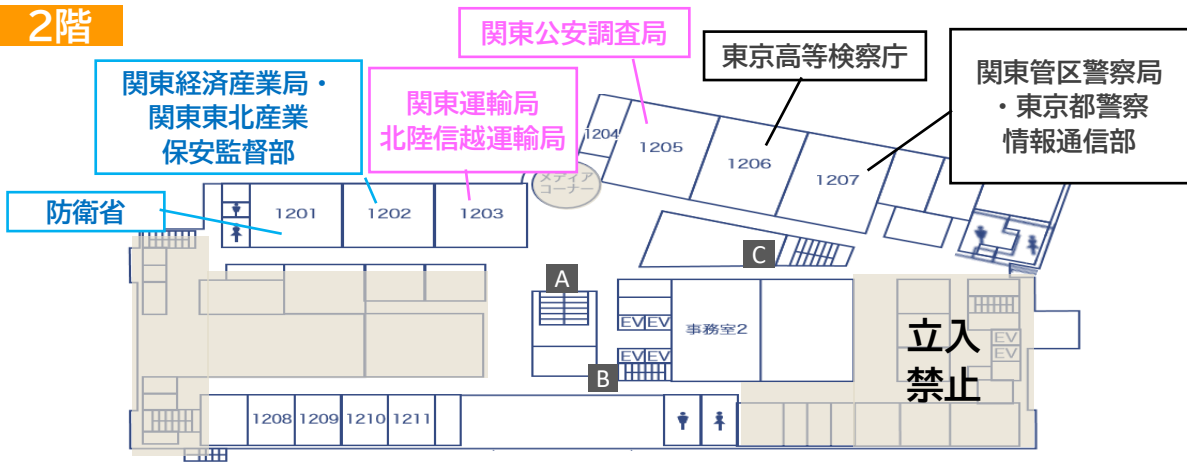 2階
関東公安調査局
東京高等検察庁
関東管区警察局
・東京都警察
情報通信部
関東経済産業局・
関東東北産業
保安監督部
関東運輸局
北陸信越運輸局
防衛省
1204
1205
1206
1207
メディア
コーナー
1201
1202
1203
C
A
EV EV
事務室2
EV EV
B
立入
禁止
EV
EV
1208 1209 1210 1211